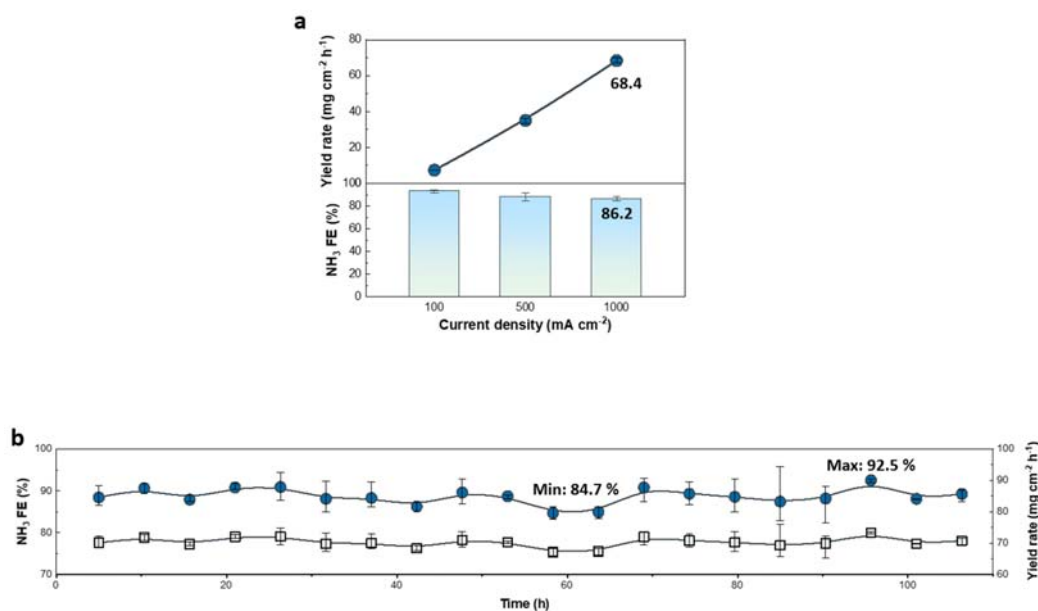 a
Yield rate (mg cm⁻² h⁻¹)
80
60
40
20
68.4
NH₃ FE (%)
100
80
60
40
20
0
86.2
100 500 1000
Current density (mA cm⁻²)
b
NH₃ FE (%)
100
90
80
70
Min: 84.7 %
Max: 92.5 %
100
90
80
70
60
Yield rate (mg cm⁻² h⁻¹)
0 20 40 60 80 100
Time (h)